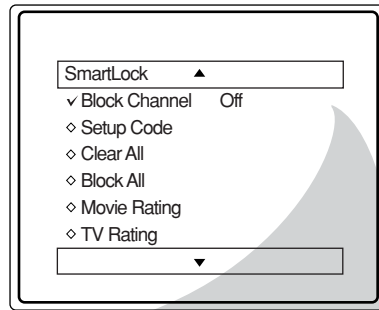 SmartLock ▲
✓ Block Channel Off
◇ Setup Code
◇ Clear All
◇ Block All
◇ Movie Rating
◇ TV Rating
▼